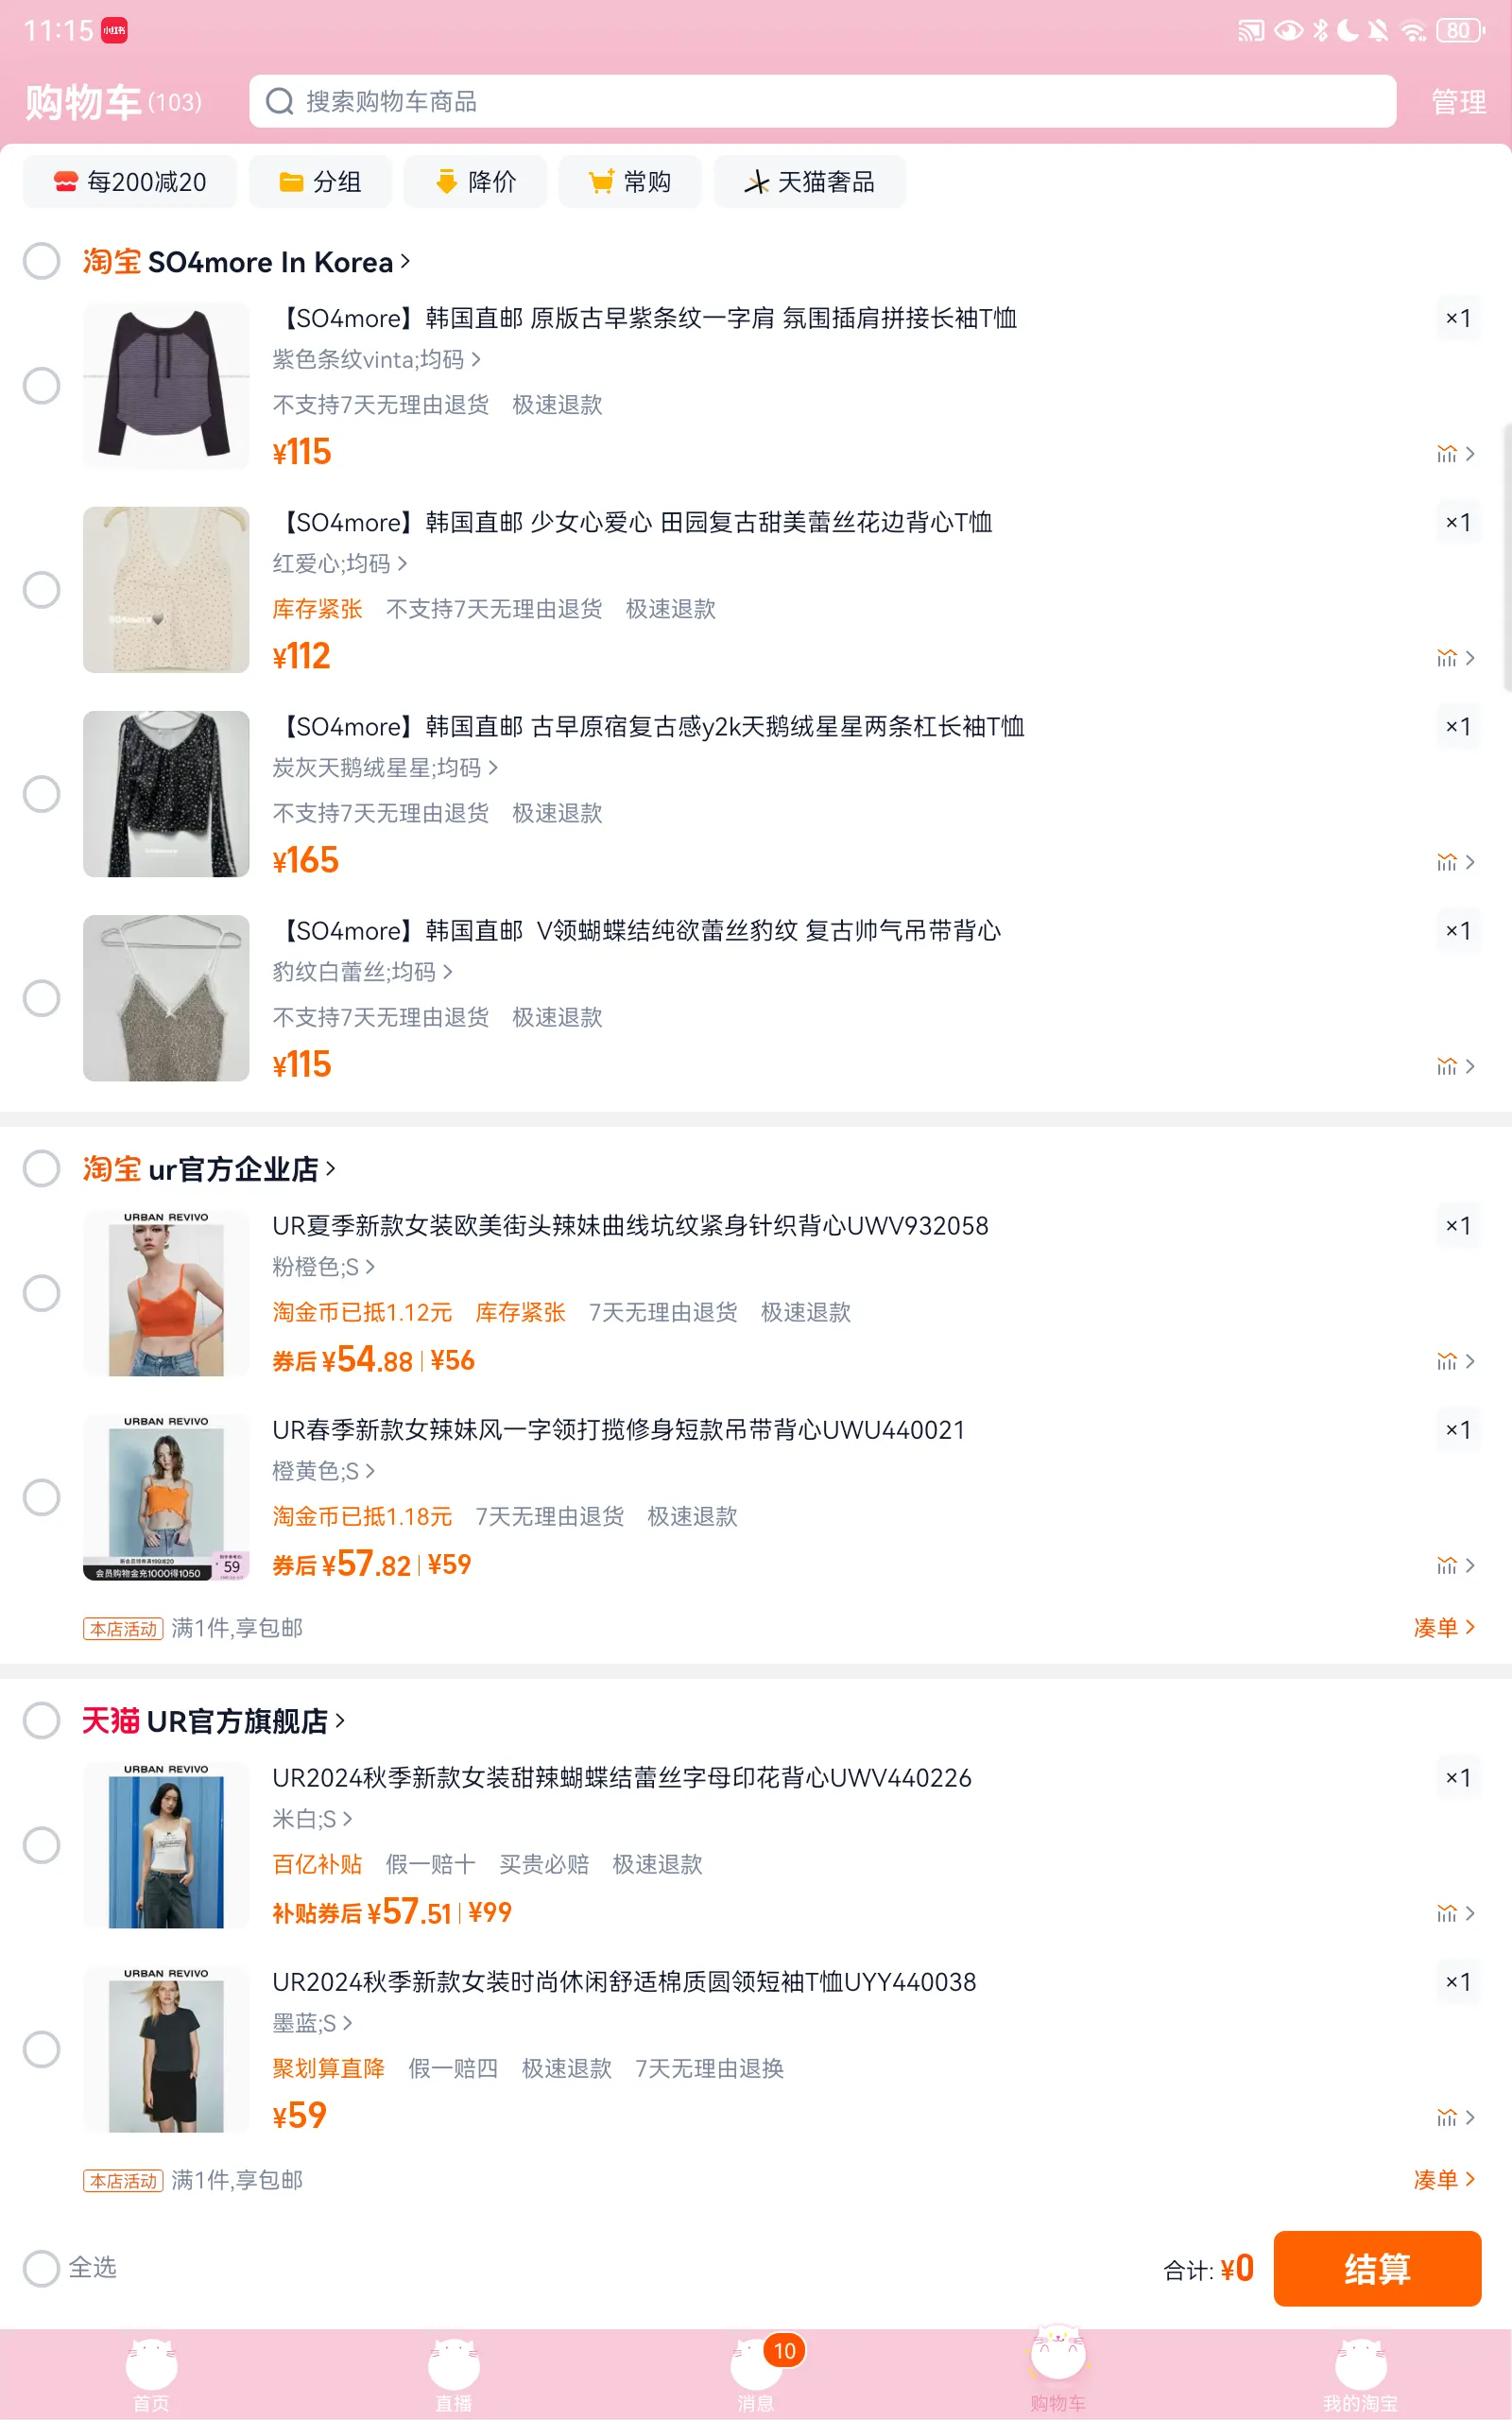 11:15 小红书 80
购物车(103) 搜索购物车商品 管理
每200减20 分组 降价 常购 天猫奢品
淘宝 SO4more In Korea
【SO4more】韩国直邮 原版古早紫条纹一字肩 氛围插肩拼接长袖T恤 ×1
紫色条纹vinta;均码
不支持7天无理由退货 极速退款
¥115
【SO4more】韩国直邮 少女心爱心 田园复古甜美蕾丝花边背心T恤 ×1
红爱心;均码
SO4more
库存紧张 不支持7天无理由退货 极速退款
¥112
【SO4more】韩国直邮 古早原宿复古感y2k天鹅绒星星两条杠长袖T恤 ×1
炭灰天鹅绒星星;均码
不支持7天无理由退货 极速退款
¥165
【SO4more】韩国直邮 V领蝴蝶结纯欲蕾丝豹纹 复古帅气吊带背心 ×1
豹纹白蕾丝;均码
不支持7天无理由退货 极速退款
¥115
淘宝 ur官方企业店
URBAN REVIVO
UR夏季新款女装欧美街头辣妹曲线坑纹紧身针织背心UWV932058 ×1
粉橙色;S
淘金币已抵1.12元 库存紧张 7天无理由退货 极速退款
券后 ¥54.88 ¥56
URBAN REVIVO
UR春季新款女辣妹风一字领打揽修身短款吊带背心UWU440021 ×1
橙黄色;S
淘金币已抵1.18元 7天无理由退货 极速退款
券后 ¥57.82 ¥59
59
会员购物金充1000得1050
本店活动 满1件,享包邮 凑单
天猫 UR官方旗舰店
URBAN REVIVO
UR2024秋季新款女装甜辣蝴蝶结蕾丝字母印花背心UWV440226 ×1
米白;S
百亿补贴 假一赔十 买贵必赔 极速退款
补贴券后 ¥57.51 ¥99
URBAN REVIVO
UR2024秋季新款女装时尚休闲舒适棉质圆领短袖T恤UYY440038 ×1
墨蓝;S
聚划算直降 假一赔四 极速退款 7天无理由退换
¥59
本店活动 满1件,享包邮 凑单
全选 合计: ¥0 结算
10
首页 直播 消息 购物车 我的淘宝